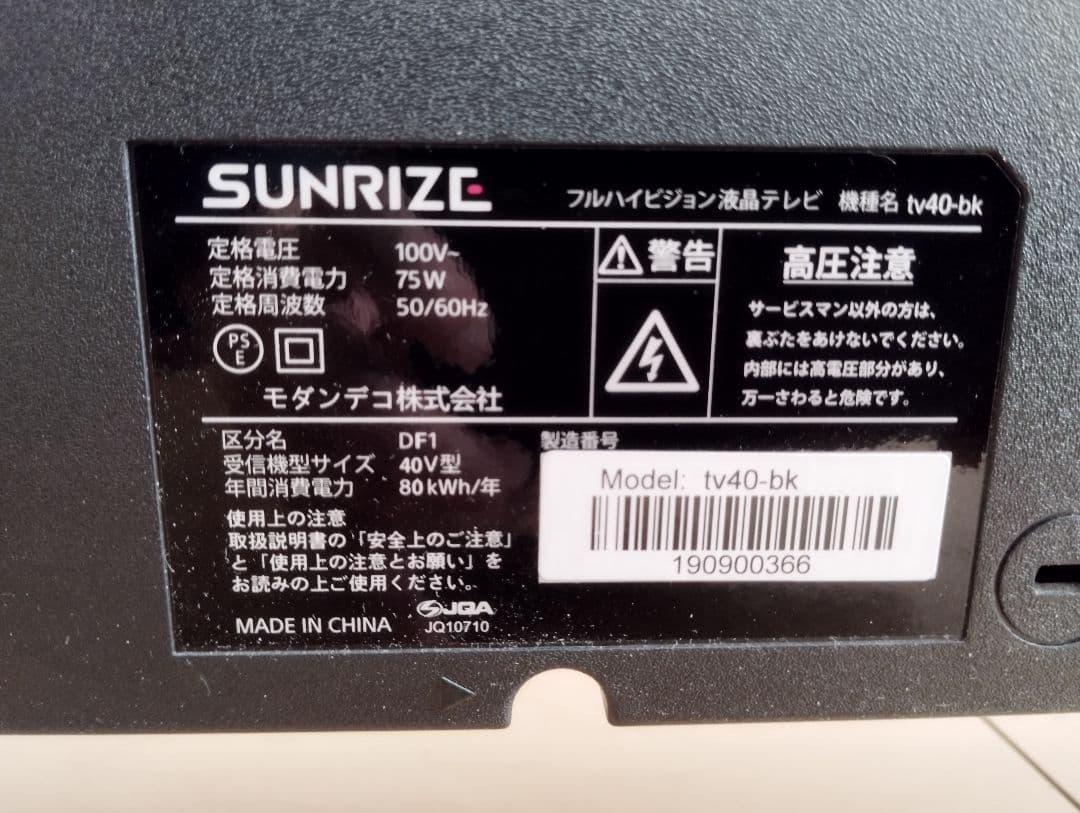 SUNRIZE
フルハイビジョン液晶テレビ 機種名 tv40-bk
定格電圧 100V~
定格消費電力 75W
定格周波数 50/60Hz
PS
E
モダンデコ株式会社
警告
高圧注意
サービスマン以外の方は、
裏ぶたをあけないでください。
内部には高電圧部分があり、
万一さわると危険です。
区分名 DF1
受信機型サイズ 40V型
年間消費電力 80kWh/年
使用上の注意
取扱説明書の「安全上のご注意」
と「使用上の注意とお願い」を
お読みの上ご使用ください。
MADE IN CHINA
JQA
JQ10710
製造番号
Model: tv40-bk
190900366